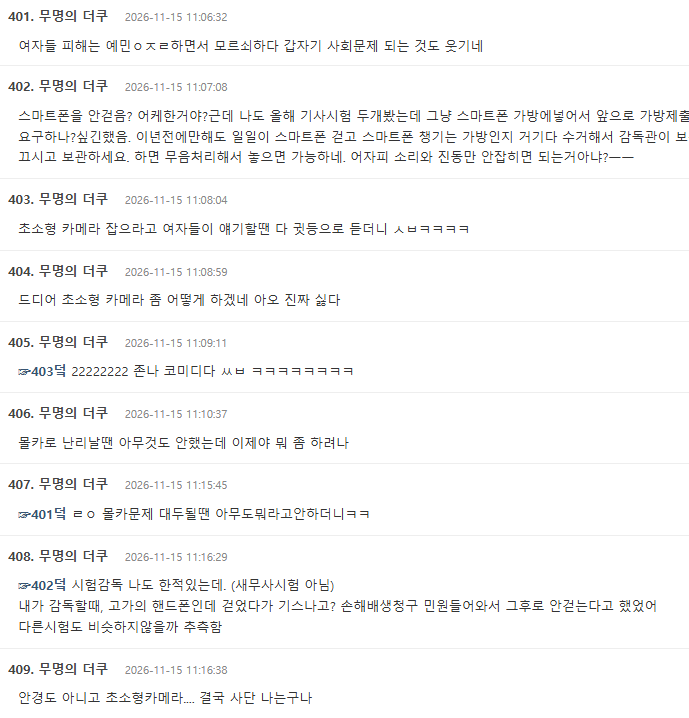 401. 무명의 더쿠 2026-11-15 11:06:32
여자들 피해는 예민ㅇㅈㄹ하면서 모르쇠하다 갑자기 사회문제 되는 것도 웃기네
402. 무명의 더쿠 2026-11-15 11:07:08
스마트폰을 안걷음? 어케한거야?근데 나도 올해 기사시험 두개봤는데 그냥 스마트폰 가방에넣어서 앞으로 가방제출
요구하나?싶긴했음. 이년전에만해도 일일이 스마트폰 걷고 스마트폰 챙기는 가방인지 거기다 수거해서 감독관이 보
끄시고 보관하세요. 하면 무음처리해서 놓으면 가능하네. 어자피 소리와 진동만 안잡히면 되는거아냐?ㅡㅡ
403. 무명의 더쿠 2026-11-15 11:08:04
초소형 카메라 잡으라고 여자들이 얘기할땐 다 귓등으로 듣더니 ㅅㅂㅋㅋㅋㅋ
404. 무명의 더쿠 2026-11-15 11:08:59
드디어 초소형 카메라 좀 어떻게 하겠네 아오 진짜 싫다
405. 무명의 더쿠 2026-11-15 11:09:11
☞403덬 22222222 존나 코미디다 ㅆㅂ ㅋㅋㅋㅋㅋㅋㅋㅋ
406. 무명의 더쿠 2026-11-15 11:10:37
몰카로 난리날땐 아무것도 안했는데 이제야 뭐 좀 하려나
407. 무명의 더쿠 2026-11-15 11:15:45
☞401덬 ㄹㅇ 몰카문제 대두될땐 아무도뭐라고안하더니ㅋㅋ
408. 무명의 더쿠 2026-11-15 11:16:29
☞402덬 시험감독 나도 한적있는데. (새무사시험 아님)
내가 감독할때, 고가의 핸드폰인데 걷었다가 기스나고? 손해배생청구 민원들어와서 그후로 안걷는다고 했었어
다른시험도 비슷하지않을까 추측함
409. 무명의 더쿠 2026-11-15 11:16:38
안경도 아니고 초소형카메라.... 결국 사단 나는구나